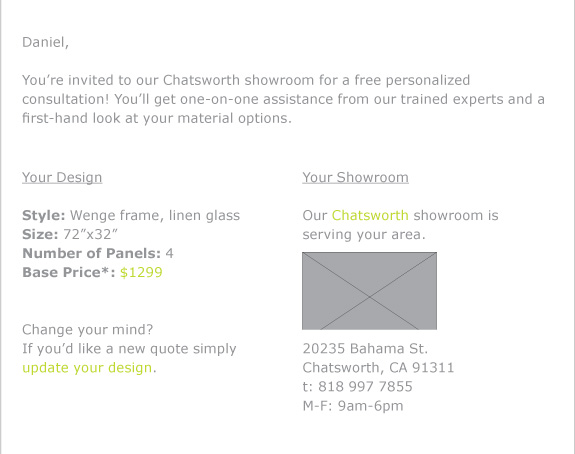 Daniel,
You're invited to our Chatsworth showroom for a free personalized
consultation! You'll get one-on-one assistance from our trained experts and a
first-hand look at your material options.
Your Design
Style: Wenge frame, linen glass
Size: 72”x32”
Number of Panels: 4
Base Price*: $1299
Change your mind?
If you'd like a new quote simply
update your design.
Your Showroom
Our Chatsworth showroom is
serving your area.
20235 Bahama St.
Chatsworth, CA 91311
t: 818 997 7855
M-F: 9am-6pm